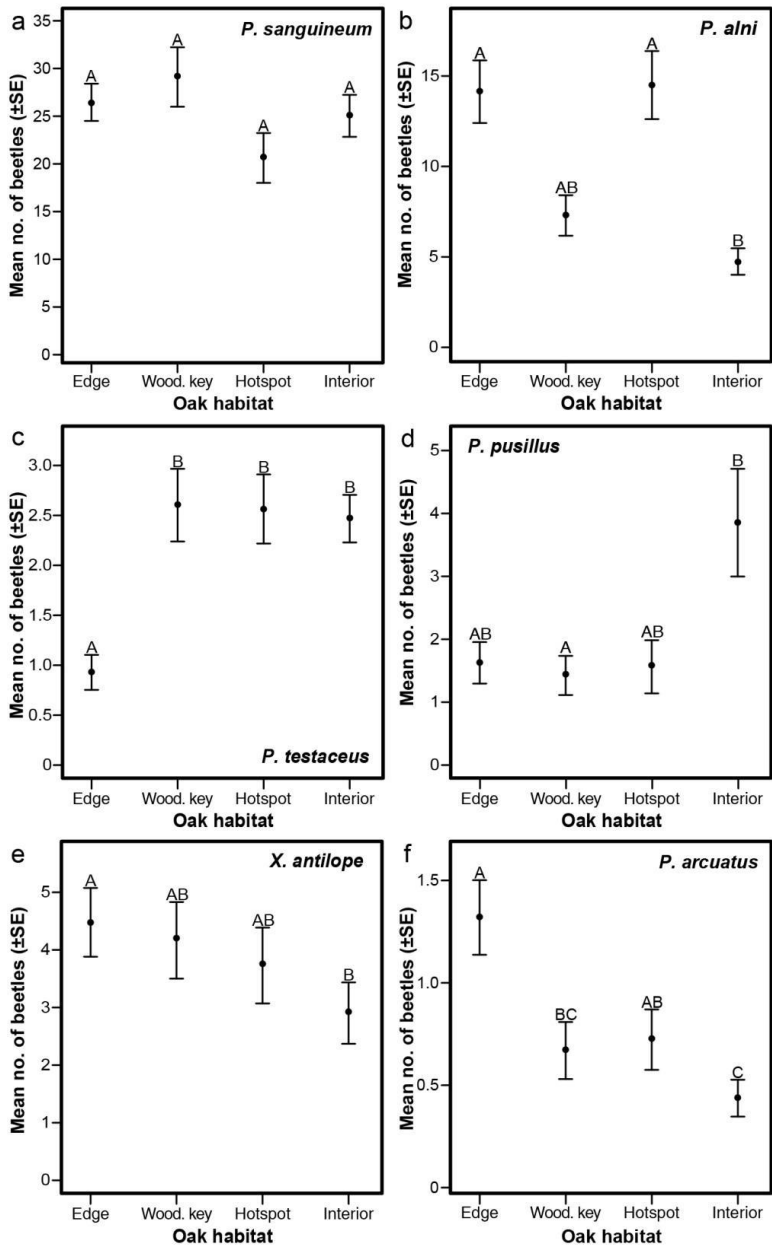 a
P. sanguineum
Mean no. of beetles (±SE)
35
30
25
20
15
10
5
0
A
A
A
A
Edge
Wood. key
Hotspot
Interior
Oak habitat
b
P. alni
Mean no. of beetles (±SE)
15
10
5
0
A
AB
A
B
Edge
Wood. key
Hotspot
Interior
Oak habitat
c
P. testaceus
Mean no. of beetles (±SE)
3.0
2.5
2.0
1.5
1.0
0.5
0
A
B
B
B
Edge
Wood. key
Hotspot
Interior
Oak habitat
d
P. pusillus
Mean no. of beetles (±SE)
5
4
3
2
1
0
AB
A
AB
B
Edge
Wood. key
Hotspot
Interior
Oak habitat
e
X. antilope
Mean no. of beetles (±SE)
5
4
3
2
1
0
A
AB
AB
B
Edge
Wood. key
Hotspot
Interior
Oak habitat
f
P. arcuatus
Mean no. of beetles (±SE)
1.5
1.0
0.5
0
A
BC
AB
C
Edge
Wood. key
Hotspot
Interior
Oak habitat